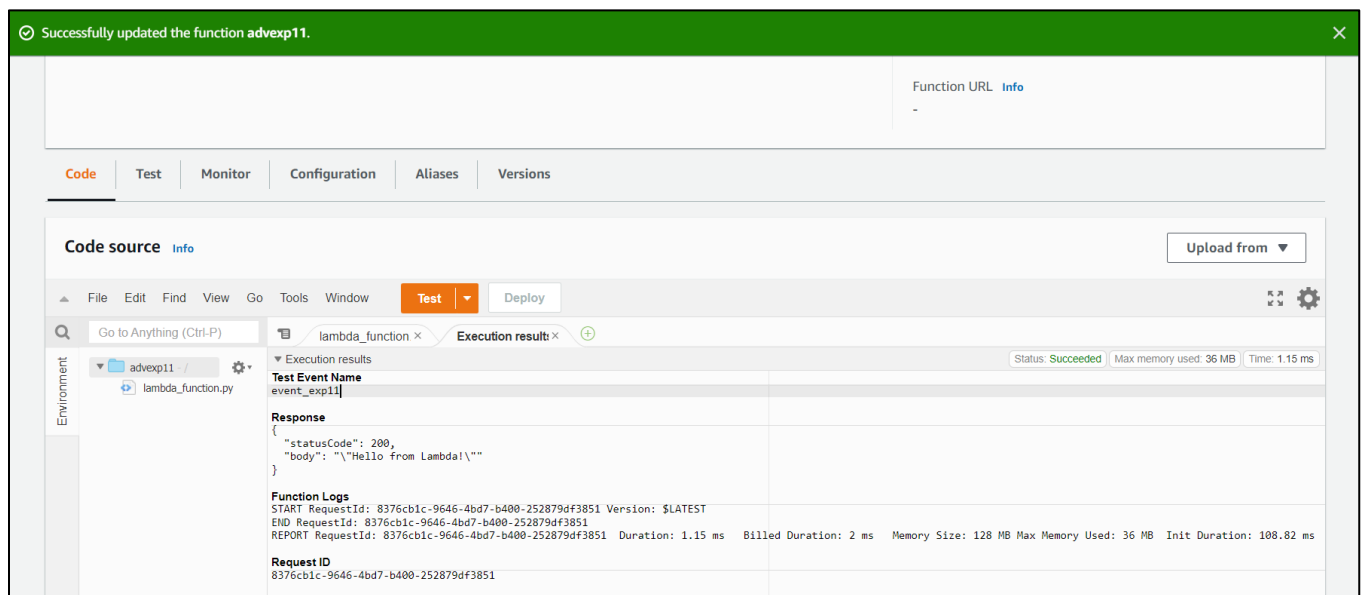 Successfully updated the function advexp11.
Function URL Info
-
Code Test Monitor Configuration Aliases Versions
Code source Info
Upload from
File Edit Find View Go Tools Window Test Deploy
Go to Anything (Ctrl-P)
lambda_function × Execution results ×
Environment
advexp11 - /
lambda_function.py
Execution results
Status: Succeeded Max memory used: 36 MB Time: 1.15 ms
Test Event Name
event_exp11
Response
{
  "statusCode": 200,
  "body": "\"Hello from Lambda!\""
}
Function Logs
START RequestId: 8376cb1c-9646-4bd7-b400-252879df3851 Version: $LATEST
END RequestId: 8376cb1c-9646-4bd7-b400-252879df3851
REPORT RequestId: 8376cb1c-9646-4bd7-b400-252879df3851 Duration: 1.15 ms Billed Duration: 2 ms Memory Size: 128 MB Max Memory Used: 36 MB Init Duration: 108.82 ms
Request ID
8376cb1c-9646-4bd7-b400-252879df3851